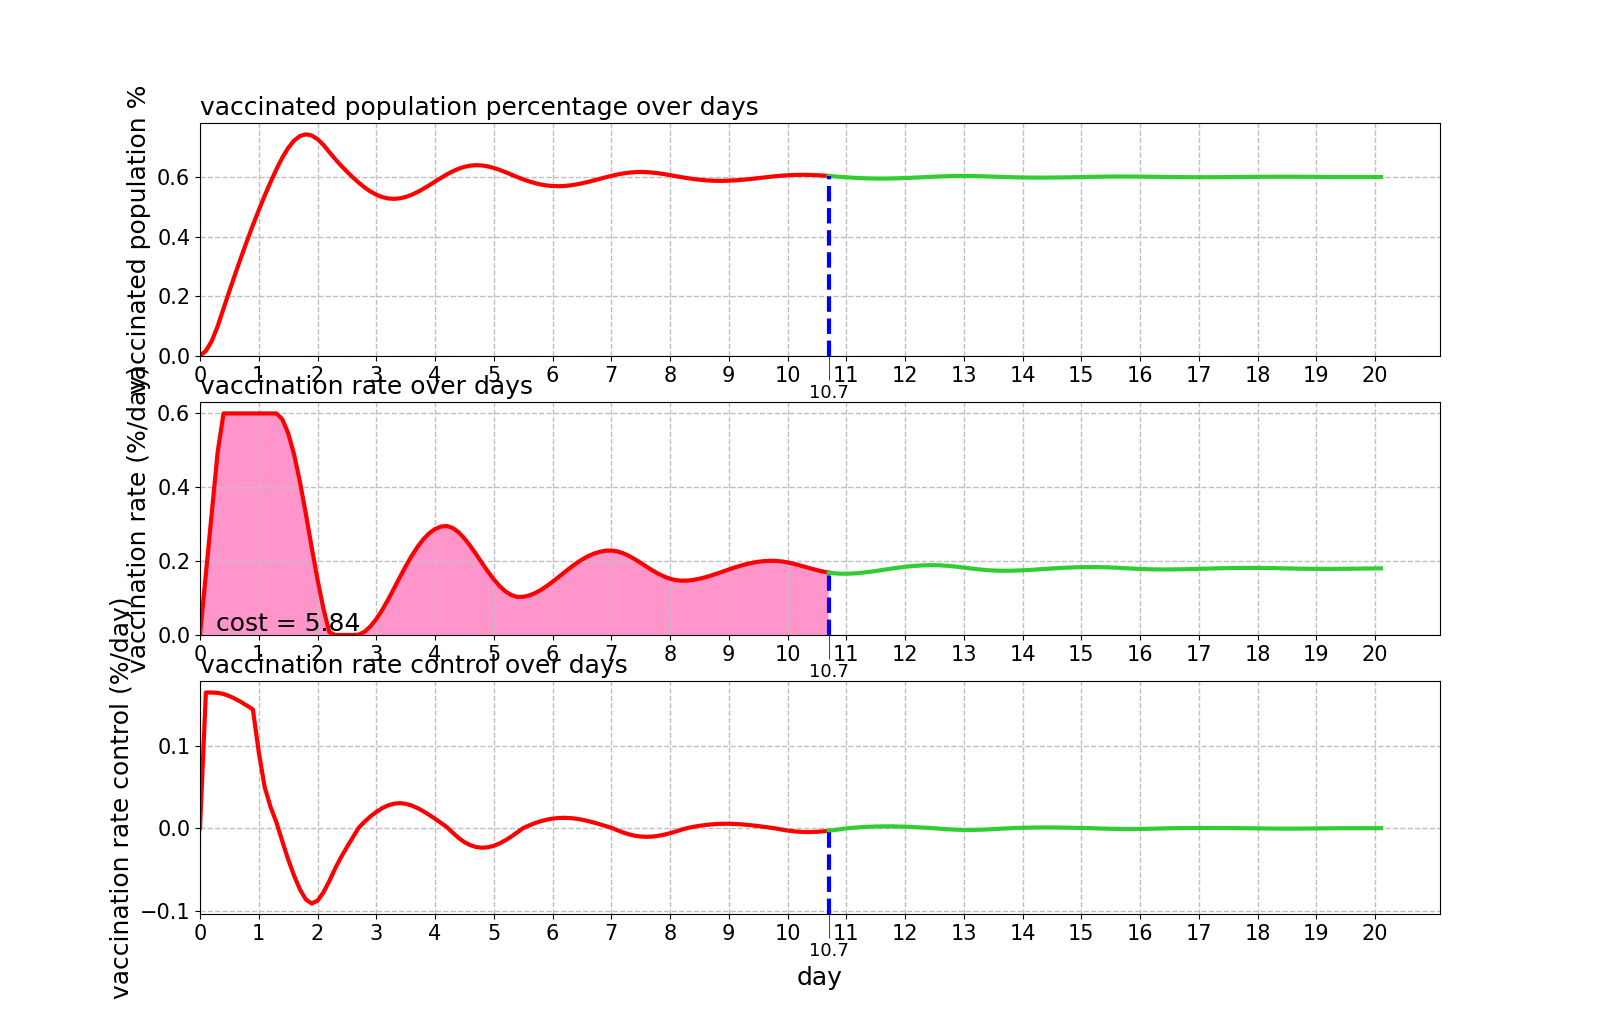 vaccinated population percentage over days
vaccinated population %
0.6
0.4
0.2
0.0
0 1 2 3 4 5 6 7 8 9 10 11 12 13 14 15 16 17 18 19 20
10.7
vaccination rate over days
vaccination rate (%/day)
0.6
0.4
0.2
0.0
cost = 5.84
0 1 2 3 4 5 6 7 8 9 10 11 12 13 14 15 16 17 18 19 20
10.7
vaccination rate control over days
vaccination rate control (%/day)
0.1
0.0
−0.1
0 1 2 3 4 5 6 7 8 9 10 11 12 13 14 15 16 17 18 19 20
10.7
day